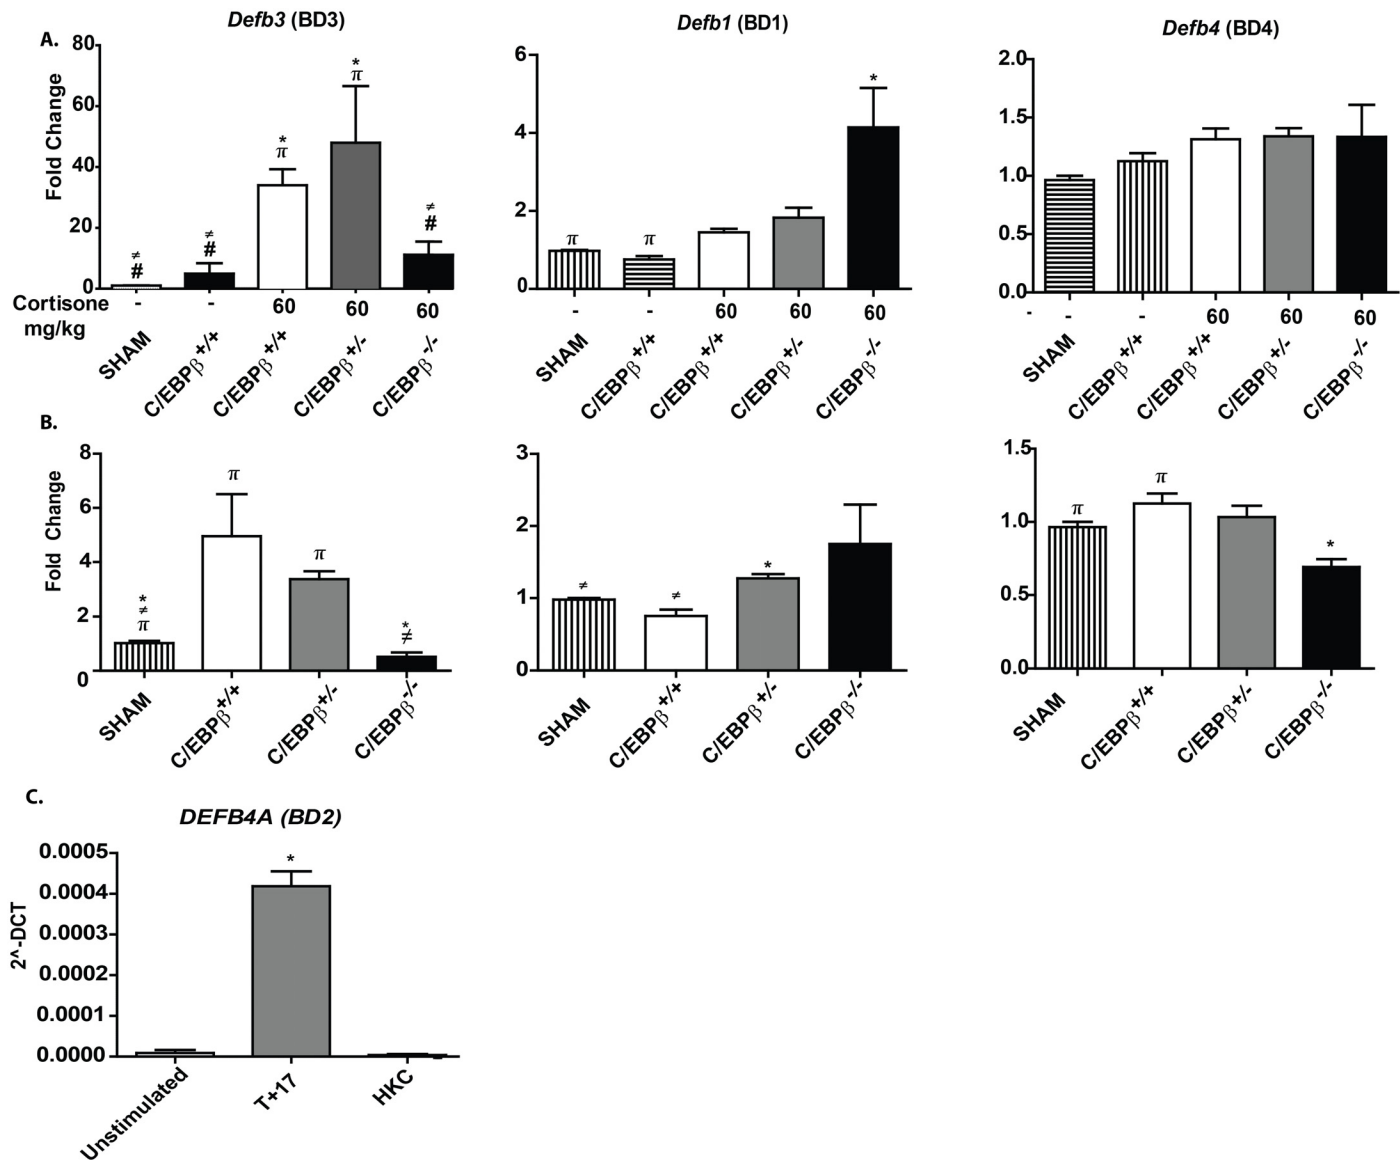 A.
Defb3 (BD3)
Defb1 (BD1)
Defb4 (BD4)
Fold Change
80
60
40
20
0
≠
#
≠
#
*
π
*
π
≠
#
Cortisone
mg/kg
- - 60 60 60
SHAM
C/EBPβ+/+
C/EBPβ+/+
C/EBPβ+/-
C/EBPβ-/-
6
4
2
0
π
π
*
- - 60 60 60
SHAM
C/EBPβ+/+
C/EBPβ+/+
C/EBPβ+/-
C/EBPβ-/-
2.0
1.5
1.0
0.5
0.0
- - - 60 60 60
SHAM
C/EBPβ+/+
C/EBPβ+/+
C/EBPβ+/-
C/EBPβ-/-
B.
Fold Change
8
6
4
2
0
*
≠
π
π
π
*
≠
SHAM
C/EBPβ+/+
C/EBPβ+/-
C/EBPβ-/-
3
2
1
0
≠
≠
*
SHAM
C/EBPβ+/+
C/EBPβ+/-
C/EBPβ-/-
1.5
1.0
0.5
0.0
π
π
*
SHAM
C/EBPβ+/+
C/EBPβ+/-
C/EBPβ-/-
C.
DEFB4A (BD2)
2^-DCT
0.0005
0.0004
0.0003
0.0002
0.0001
0.0000
*
Unstimulated
T+17
HKC